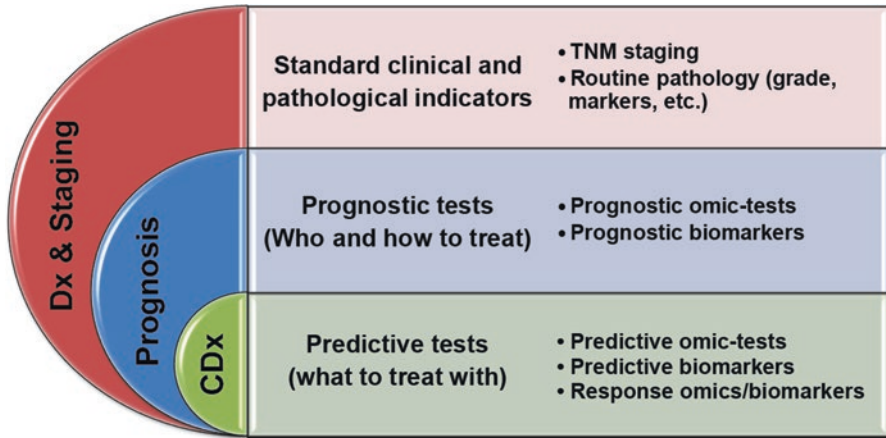 Dx & Staging
Standard clinical and
pathological indicators
• TNM staging
• Routine pathology (grade,
markers, etc.)
Prognosis
Prognostic tests
(Who and how to treat)
• Prognostic omic-tests
• Prognostic biomarkers
CDx
Predictive tests
(what to treat with)
• Predictive omic-tests
• Predictive biomarkers
• Response omics/biomarkers